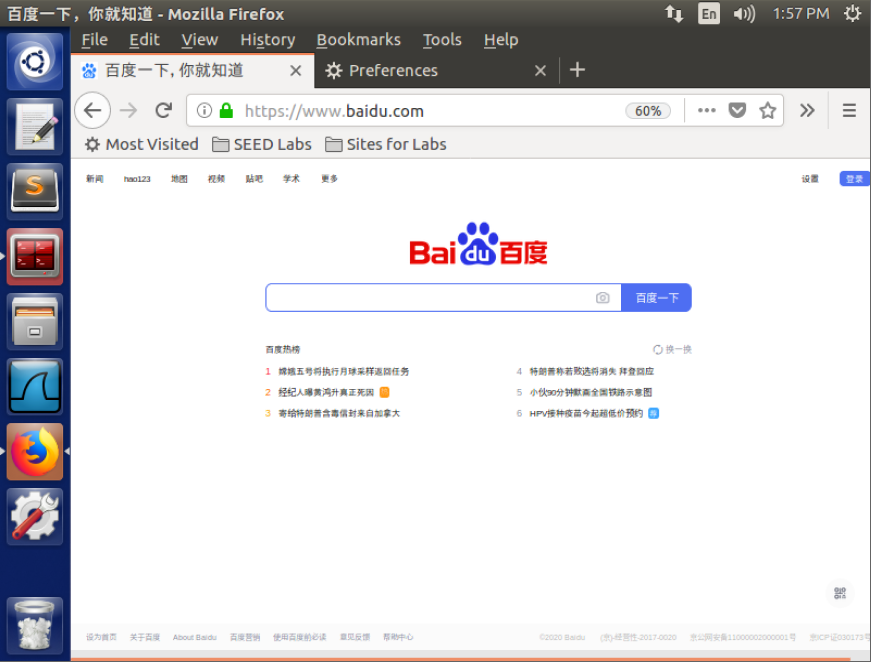 百度一下，你就知道 - Mozilla Firefox En 1:57 PM
File Edit View History Bookmarks Tools Help
百度一下, 你就知道 Preferences
https://www.baidu.com 60%
Most Visited SEED Labs Sites for Labs
新闻 hao123 地图 视频 贴吧 学术 更多 设置 登录
Bai du 百度
百度一下
百度热榜 换一换
1 嫦娥五号将执行月球采样返回任务 4 特朗普称若败选将消失 拜登回应
2 经纪人曝黄鸿升真正死因 5 小伙90分钟默画全国铁路示意图
3 寄给特朗普含毒信封来自加拿大 6 HPV接种疫苗今起超低价预约
设为首页 关于百度 About Baidu 百度营销 使用百度前必读 意见反馈 帮助中心 ©2020 Baidu (京)-经营性-2017-0020 京公网安备11000002000001号 京ICP证030173号